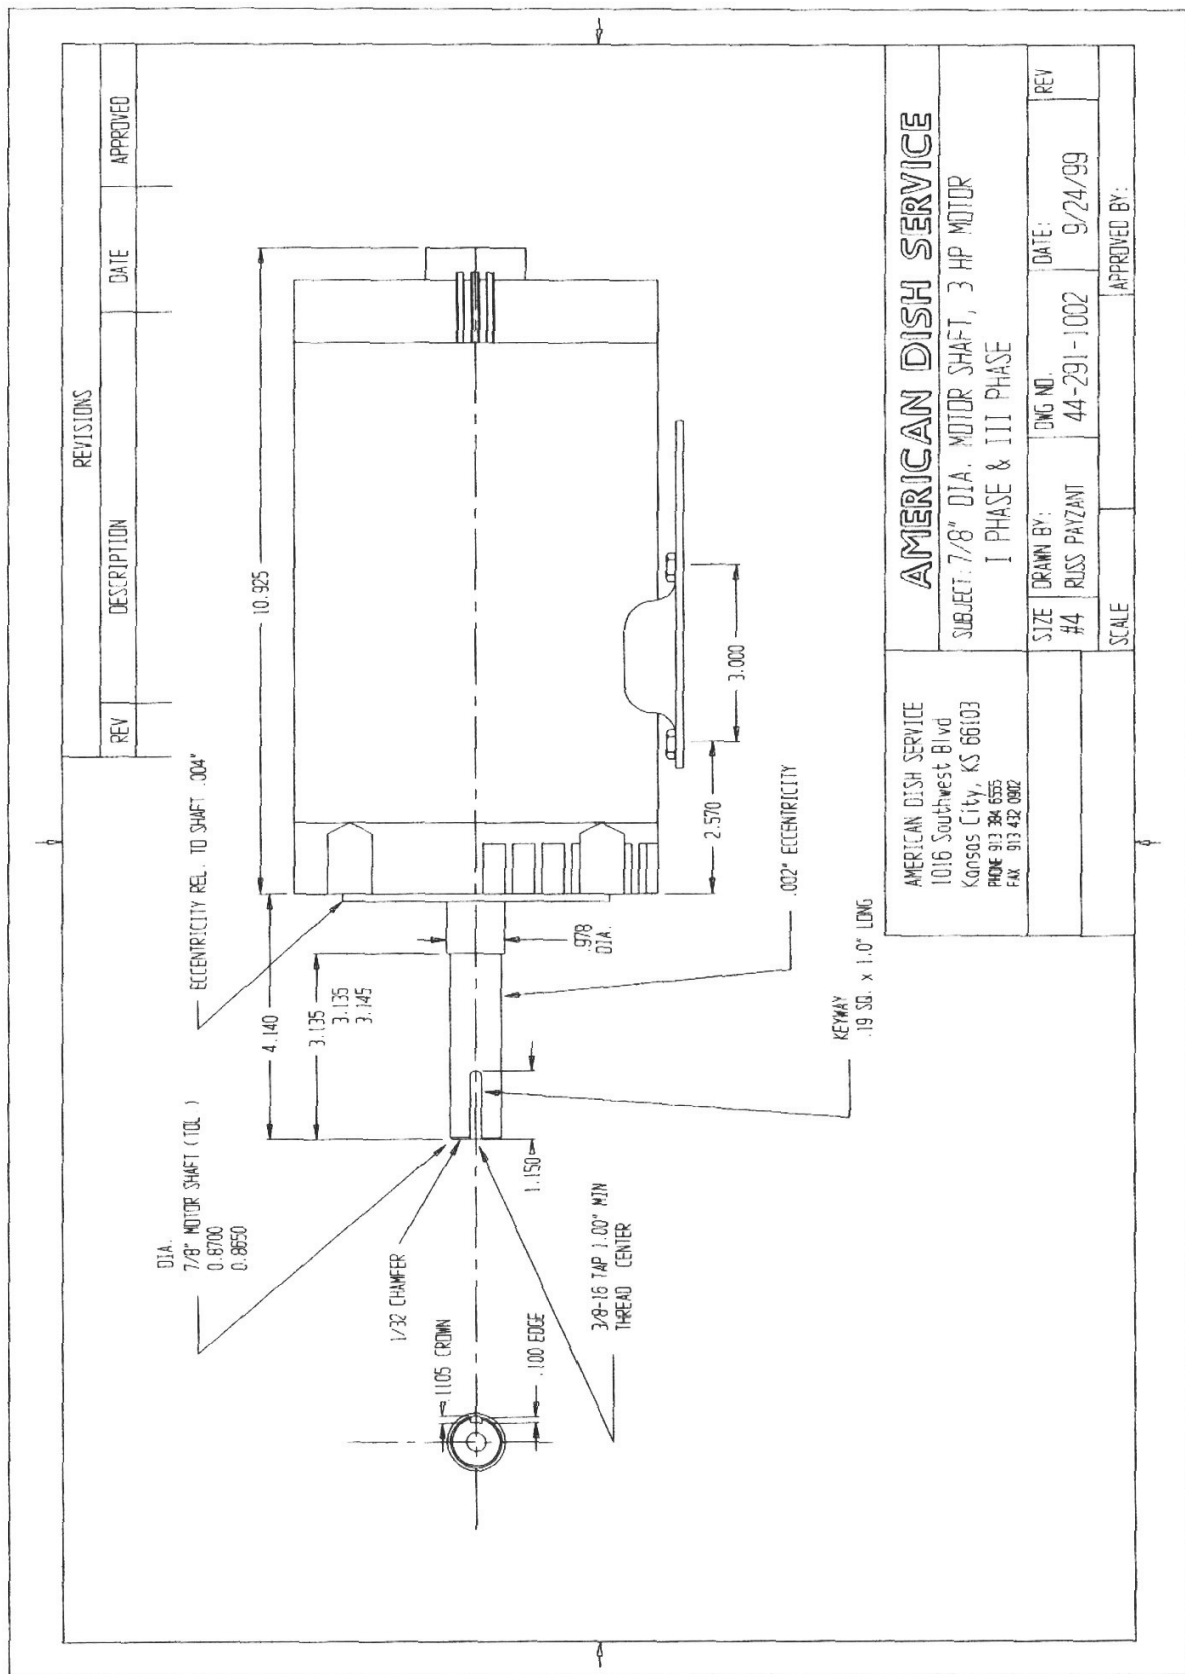 REVISIONS
REV DESCRIPTION DATE APPROVED
ECCENTRICITY REL. TO SHAFT .004"
DIA.
7/8" MOTOR SHAFT (TOL.)
0.8700
0.8650
4.140
10.925
3.135
3.135
3.145
1/32 CHAMFER
.1105 CROWN
.100 EDGE
1.150
.978
DIA.
3/8-16 TAP 1.00" MIN
THREAD CENTER
2.570
3.000
.002" ECCENTRICITY
KEYWAY
.19 SQ. x 1.0" LONG
AMERICAN DISH SERVICE
1016 Southwest Blvd
Kansas City, KS 66103
PHONE 913 384 6555
FAX 913 432 0902
AMERICAN DISH SERVICE
SUBJECT: 7/8" DIA. MOTOR SHAFT, 3 HP MOTOR
I PHASE & III PHASE
SIZE DRAWN BY: DWG NO. DATE: REV
#4 RUSS PAYZANT 44-291-1002 9/24/99
SCALE APPROVED BY: